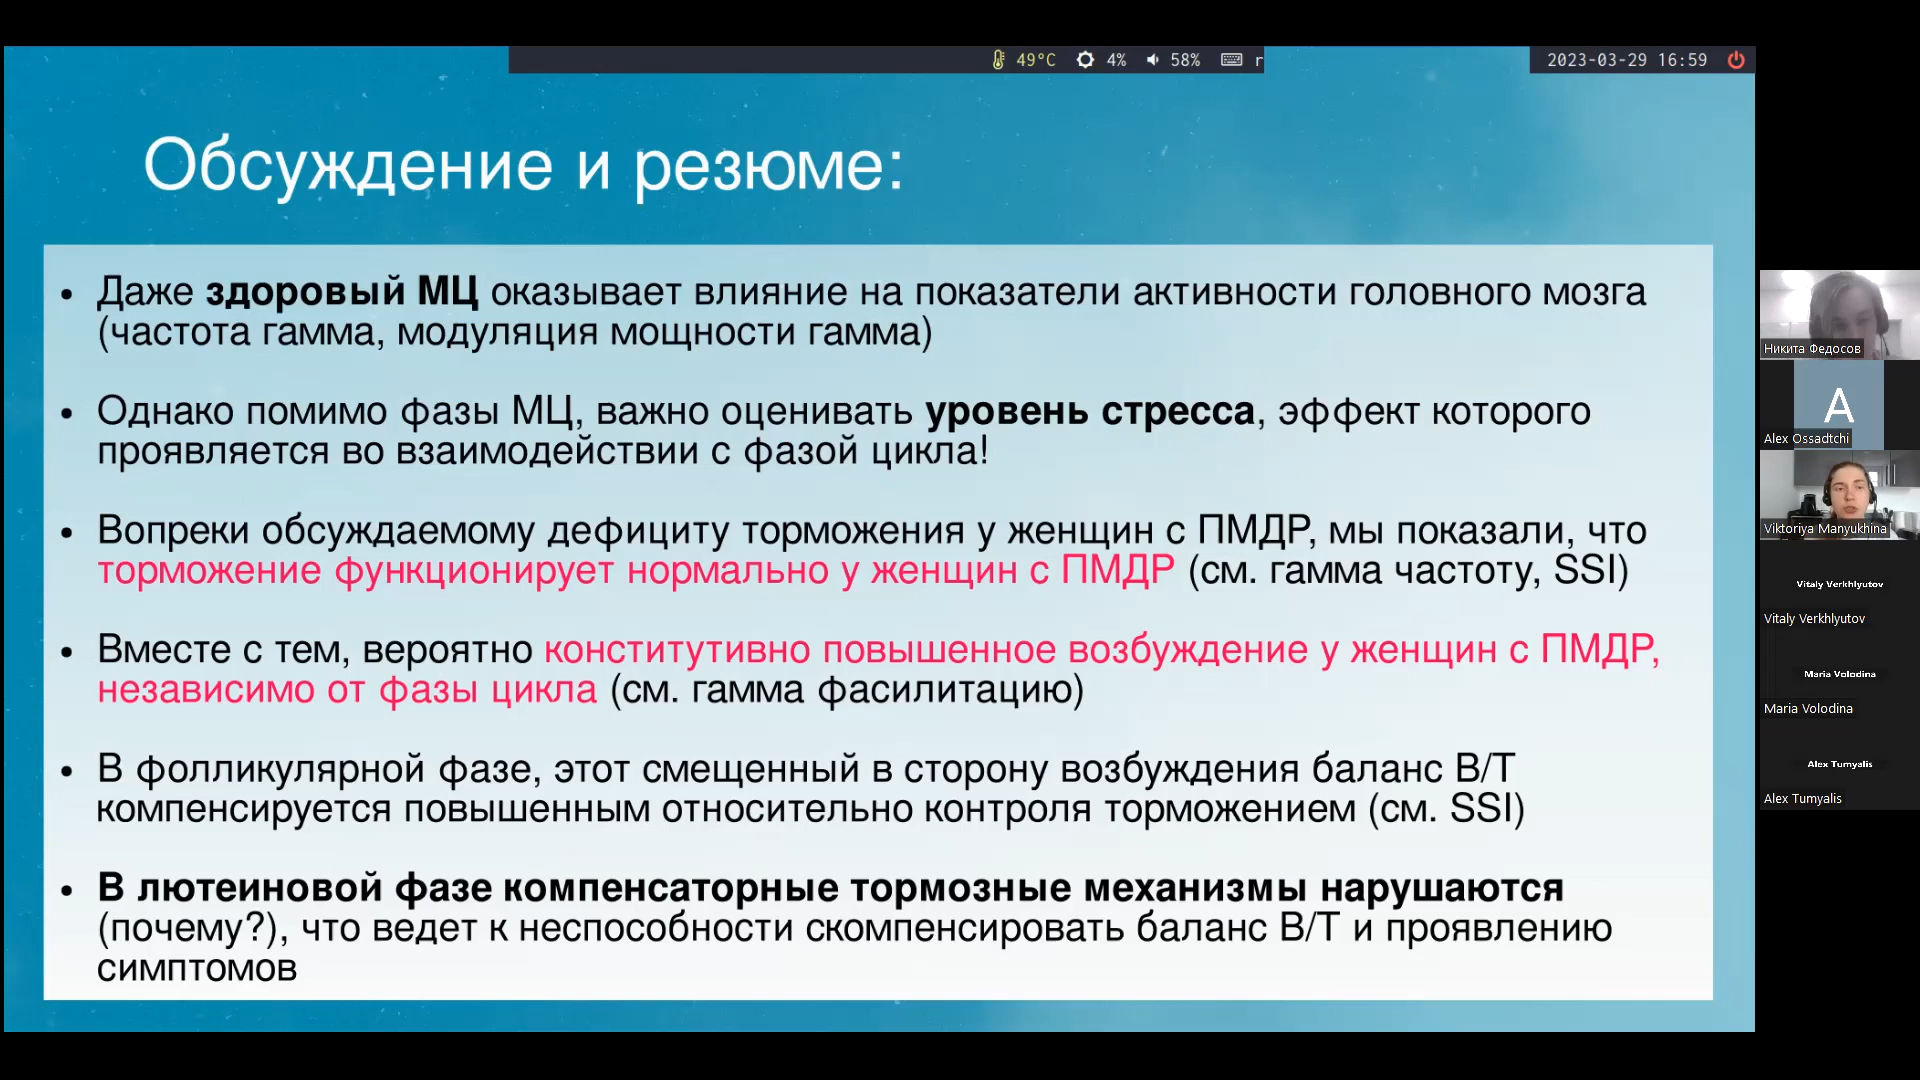 49°C 4% 58% r
2023-03-29 16:59
Обсуждение и резюме:
• Даже здоровый МЦ оказывает влияние на показатели активности головного мозга
(частота гамма, модуляция мощности гамма)
• Однако помимо фазы МЦ, важно оценивать уровень стресса, эффект которого
проявляется во взаимодействии с фазой цикла!
• Вопреки обсуждаемому дефициту торможения у женщин с ПМДР, мы показали, что
торможение функционирует нормально у женщин с ПМДР (см. гамма частоту, SSI)
• Вместе с тем, вероятно конститутивно повышенное возбуждение у женщин с ПМДР,
независимо от фазы цикла (см. гамма фасилитацию)
• В фолликулярной фазе, этот смещенный в сторону возбуждения баланс В/Т
компенсируется повышенным относительно контроля торможением (см. SSI)
• В лютеиновой фазе компенсаторные тормозные механизмы нарушаются
(почему?), что ведет к неспособности скомпенсировать баланс В/Т и проявлению
симптомов
Никита Федосов
A
Alex Ossadtchi
Viktoriya Manyukhina
Vitaly Verkhlyutov
Vitaly Verkhlyutov
Maria Volodina
Maria Volodina
Alex Tumyalis
Alex Tumyalis